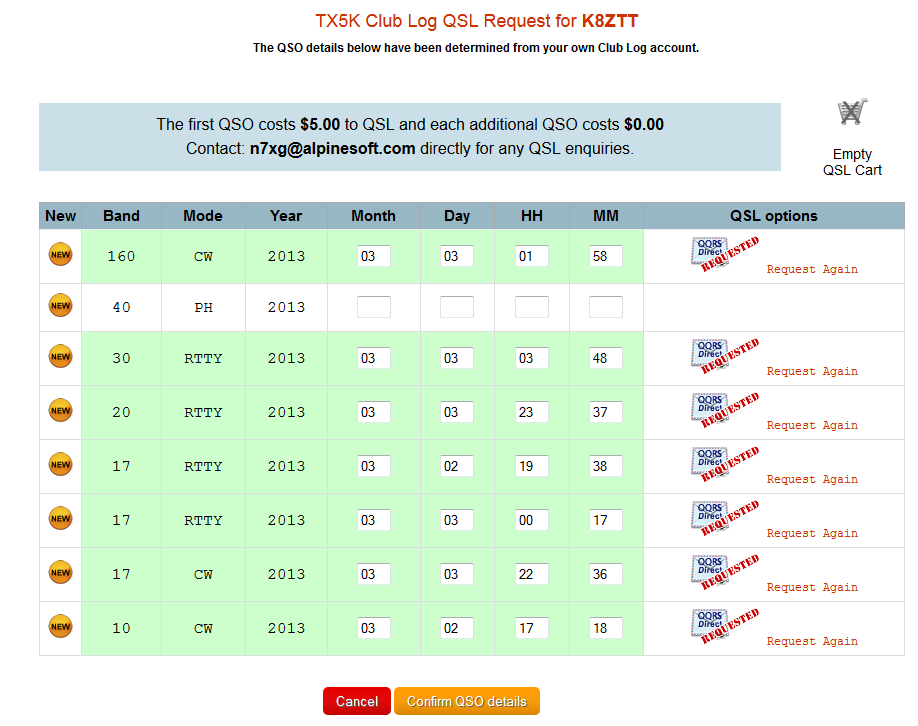 TX5K Club Log QSL Request for K8ZTT
The QSO details below have been determined from your own Club Log account.
The first QSO costs $5.00 to QSL and each additional QSO costs $0.00
Contact: n7xg@alpinesoft.com directly for any QSL enquiries.
Empty
QSL Cart
New Band Mode Year Month Day HH MM QSL options
NEW 160 CW 2013 03 03 01 58 OQRS Direct REQUESTED Request Again
NEW 40 PH 2013
NEW 30 RTTY 2013 03 03 03 48 OQRS Direct REQUESTED Request Again
NEW 20 RTTY 2013 03 03 23 37 OQRS Direct REQUESTED Request Again
NEW 17 RTTY 2013 03 02 19 38 OQRS Direct REQUESTED Request Again
NEW 17 RTTY 2013 03 03 00 17 OQRS Direct REQUESTED Request Again
NEW 17 CW 2013 03 03 22 36 OQRS Direct REQUESTED Request Again
NEW 10 CW 2013 03 02 17 18 OQRS Direct REQUESTED Request Again
Cancel Confirm QSO details